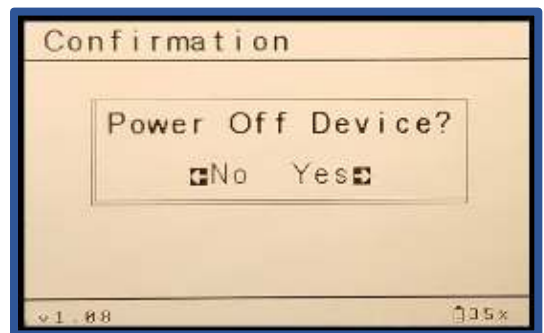 Confirmation
Power Off Device?
No Yes
v1.08